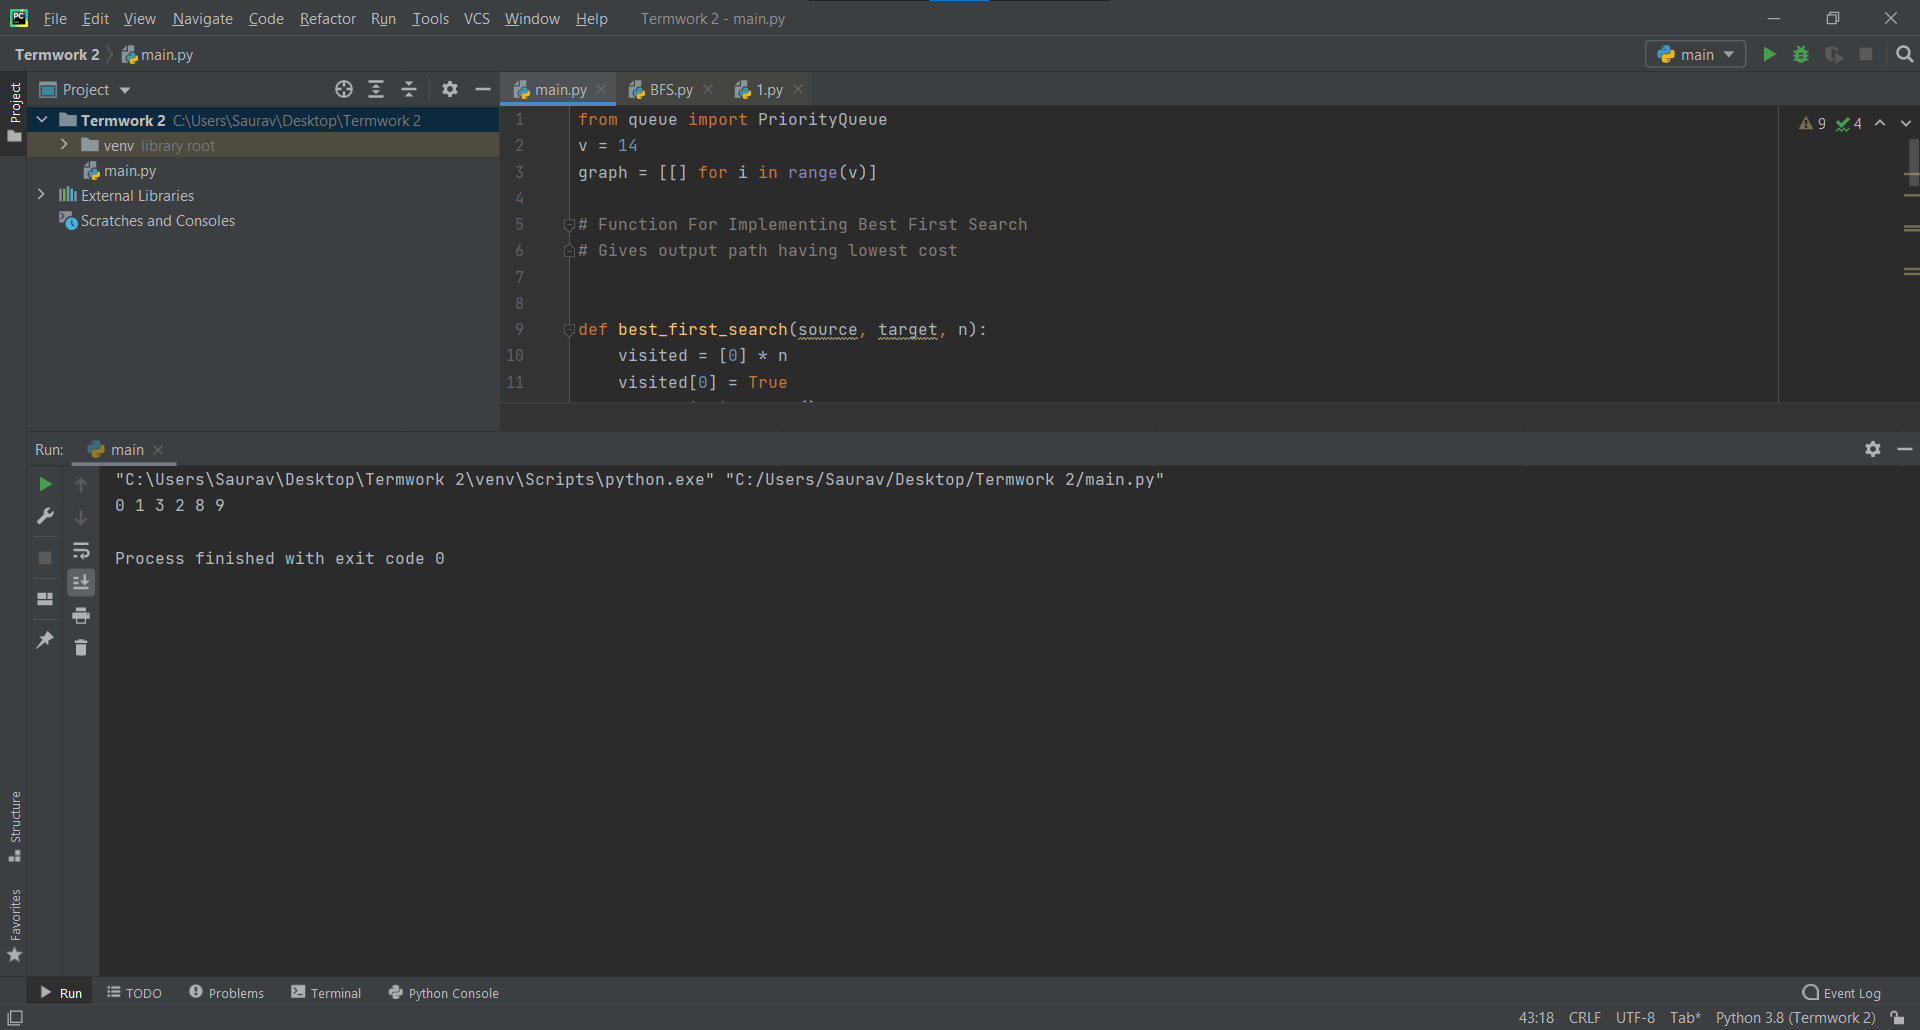 PC File Edit View Navigate Code Refactor Run Tools VCS Window Help Termwork 2 - main.py
Termwork 2 main.py main
Project main.py BFS.py 1.py
Project
Termwork 2 C:\Users\Saurav\Desktop\Termwork 2
venv library root
main.py
External Libraries
Scratches and Consoles
9 4
1 from queue import PriorityQueue
2 v = 14
3 graph = [[] for i in range(v)]
4
5 # Function For Implementing Best First Search
6 # Gives output path having lowest cost
7
8
9 def best_first_search(source, target, n):
10 visited = [0] * n
11 visited[0] = True
Run: main
"C:\Users\Saurav\Desktop\Termwork 2\venv\Scripts\python.exe" "C:/Users/Saurav/Desktop/Termwork 2/main.py"
0 1 3 2 8 9
Process finished with exit code 0
Structure
Favorites
Run TODO Problems Terminal Python Console Event Log
43:18 CRLF UTF-8 Tab* Python 3.8 (Termwork 2)